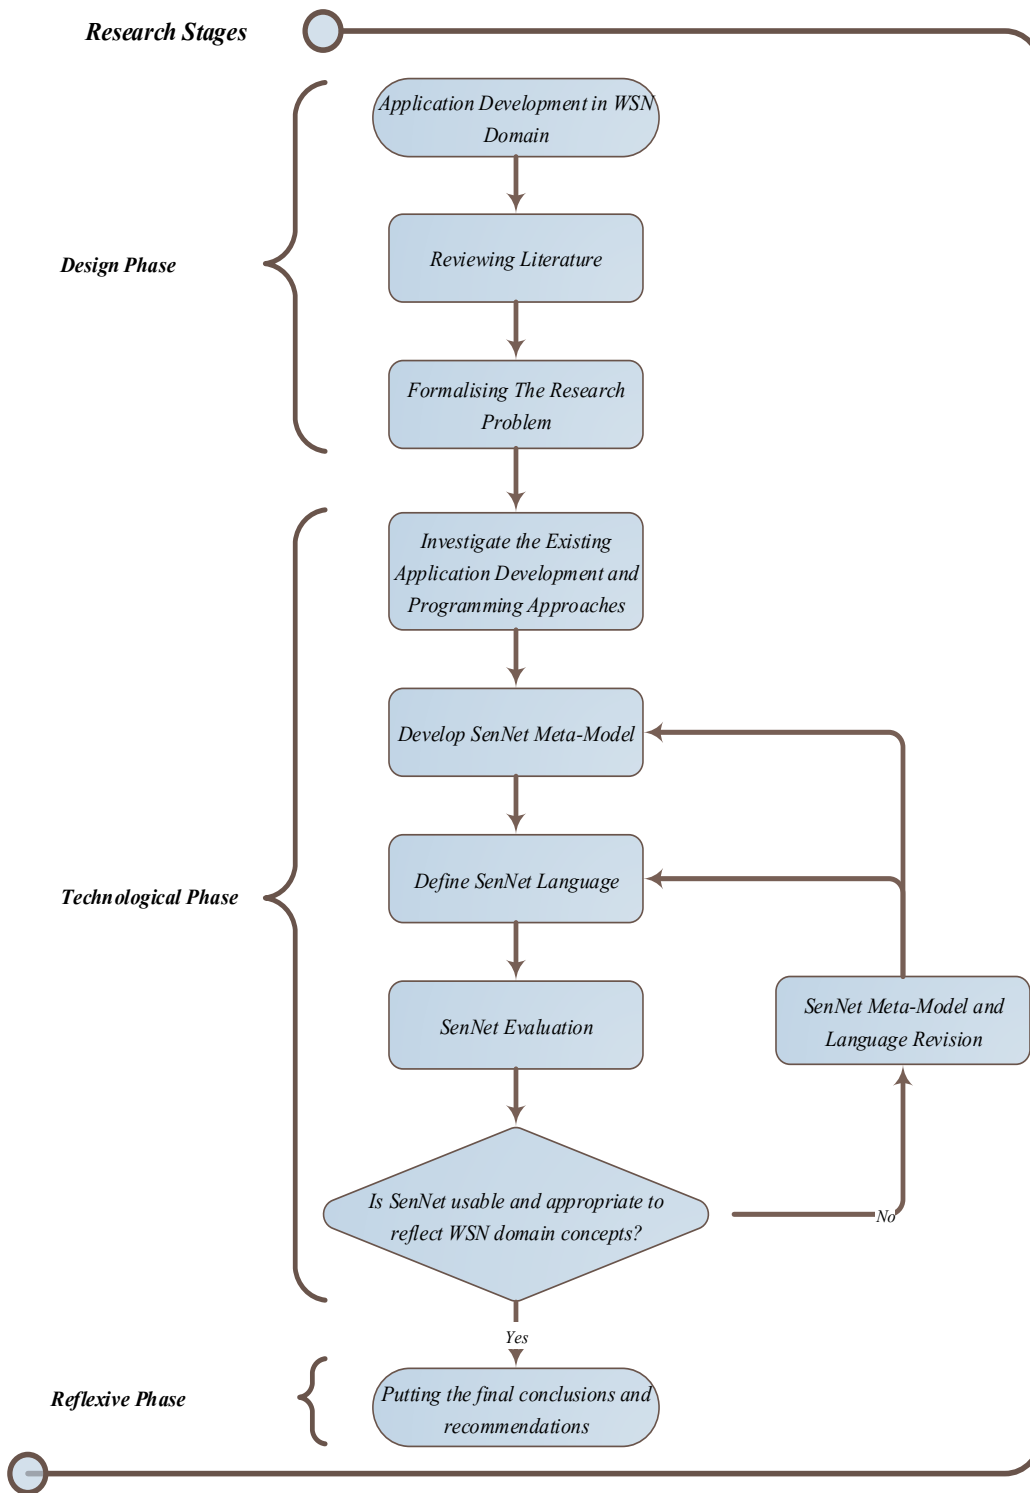 Research Stages
Application Development in WSN
Domain
Design Phase
Reviewing Literature
Formalising The Research
Problem
Investigate the Existing
Application Development and
Programming Approaches
Develop SenNet Meta-Model
Technological Phase
Define SenNet Language
SenNet Evaluation
SenNet Meta-Model and
Language Revision
Is SenNet usable and appropriate to
reflect WSN domain concepts?
No
Yes
Reflexive Phase
Putting the final conclusions and
recommendations